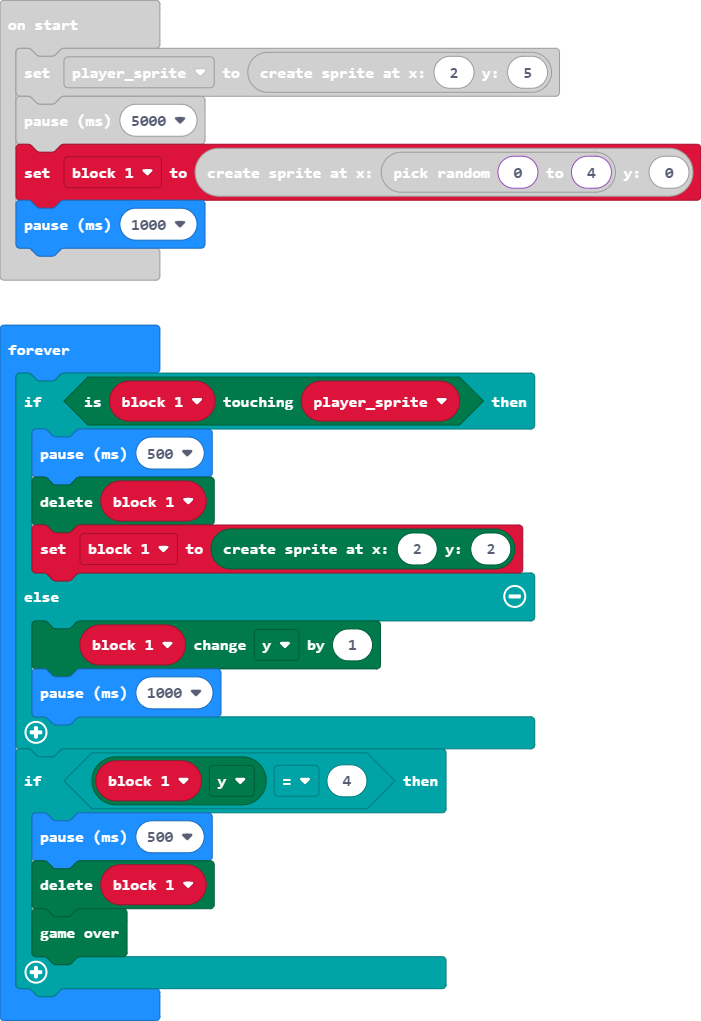 on start
set player_sprite to create sprite at x: 2 y: 5
pause (ms) 5000
set block 1 to create sprite at x: pick random 0 to 4 y: 0
pause (ms) 1000
forever
if is block 1 touching player_sprite then
pause (ms) 500
delete block 1
set block 1 to create sprite at x: 2 y: 2
else
block 1 change y by 1
pause (ms) 1000
if block 1 y = 4 then
pause (ms) 500
delete block 1
game over